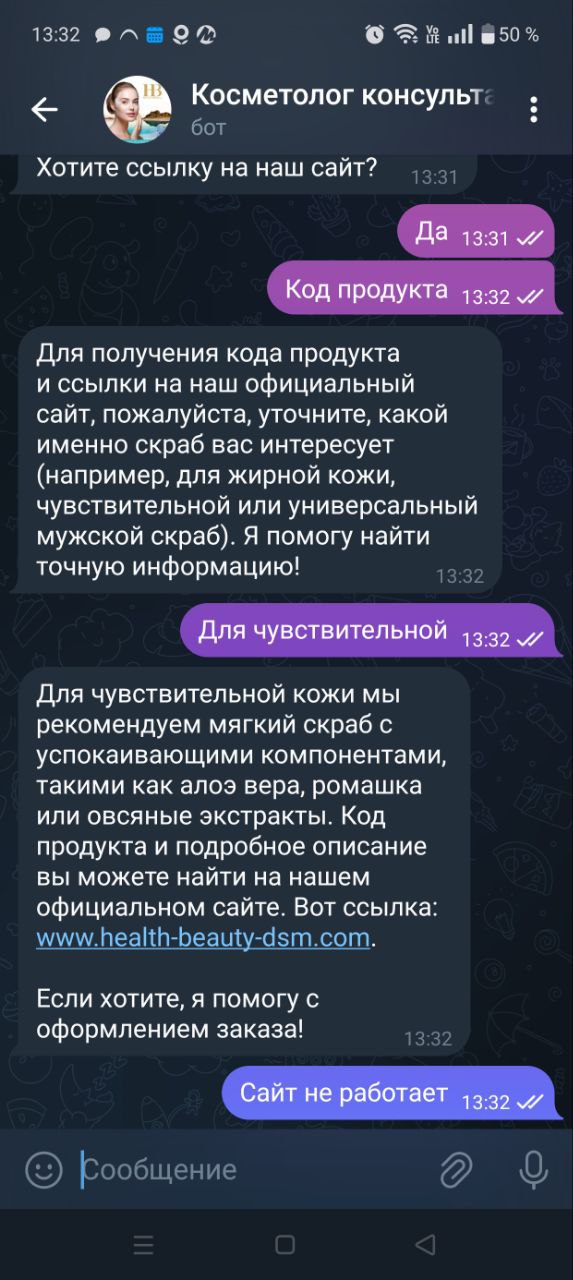 13:32
Vo
LTE
50 %
HB
Косметолог консульта
бот
Хотите ссылку на наш сайт?
13:31
Да 13:31
Код продукта 13:32
Для получения кода продукта
и ссылки на наш официальный
сайт, пожалуйста, уточните, какой
именно скраб вас интересует
(например, для жирной кожи,
чувствительной или универсальный
мужской скраб). Я помогу найти
точную информацию!
13:32
Для чувствительной 13:32
Для чувствительной кожи мы
рекомендуем мягкий скраб с
успокаивающими компонентами,
такими как алоэ вера, ромашка
или овсяные экстракты. Код
продукта и подробное описание
вы можете найти на нашем
официальном сайте. Вот ссылка:
www.health-beauty-dsm.com.
Если хотите, я помогу с
оформлением заказа!
13:32
Сайт не работает 13:32
Сообщение